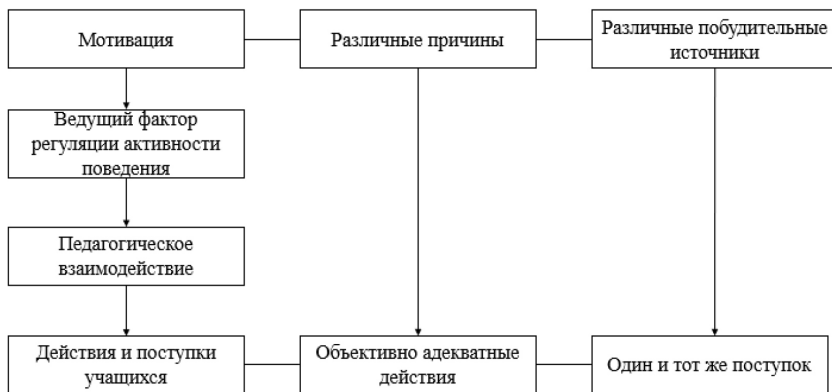 Мотивация
Различные причины
Различные побудительные
источники
Ведущий фактор
регуляции активности
поведения
Педагогическое
взаимодействие
Действия и поступки
учащихся
Объективно адекватные
действия
Один и тот же поступок